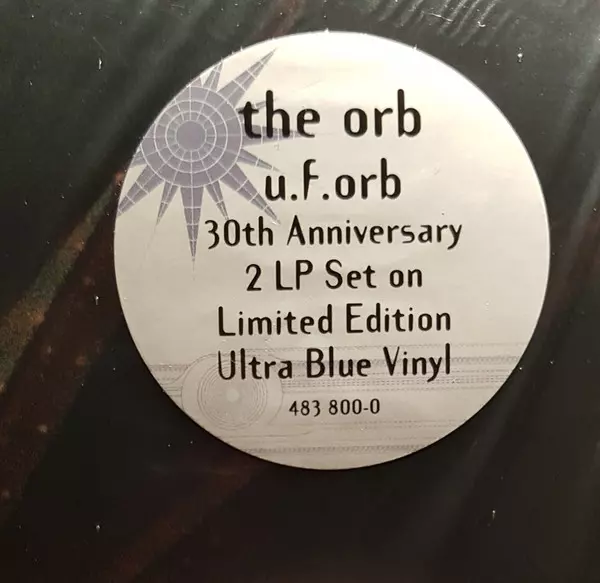 the orb
u.f.orb
30th Anniversary
2 LP Set on
Limited Edition
Ultra Blue Vinyl
483 800-0